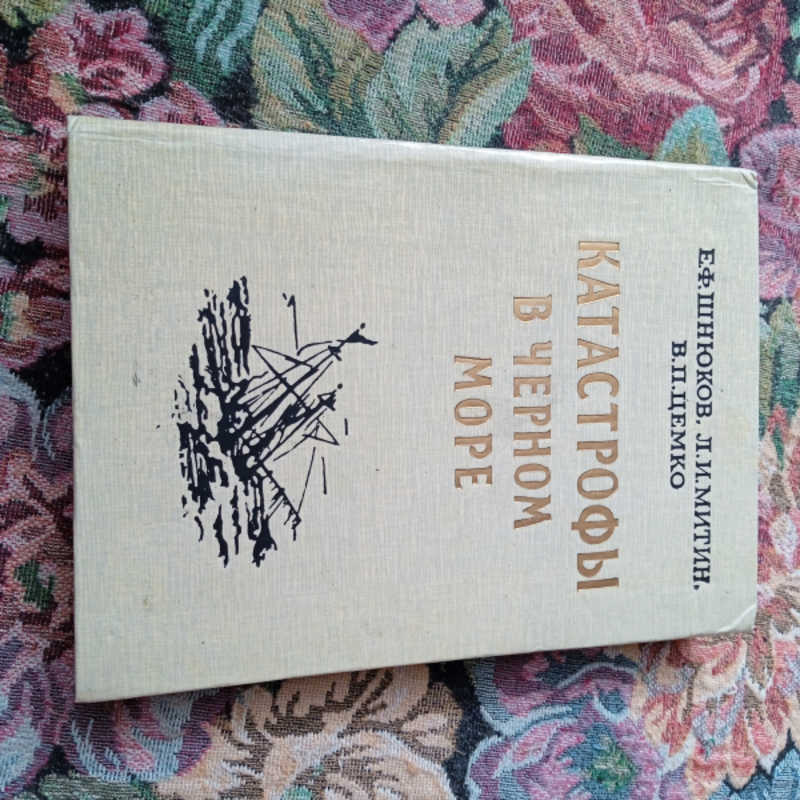 Е.Ф.ШНЮКОВ, Л.И.МИТИН,
В.П.ЦЕМКО
КАТАСТРОФЫ
В ЧЕРНОМ
МОРЕ